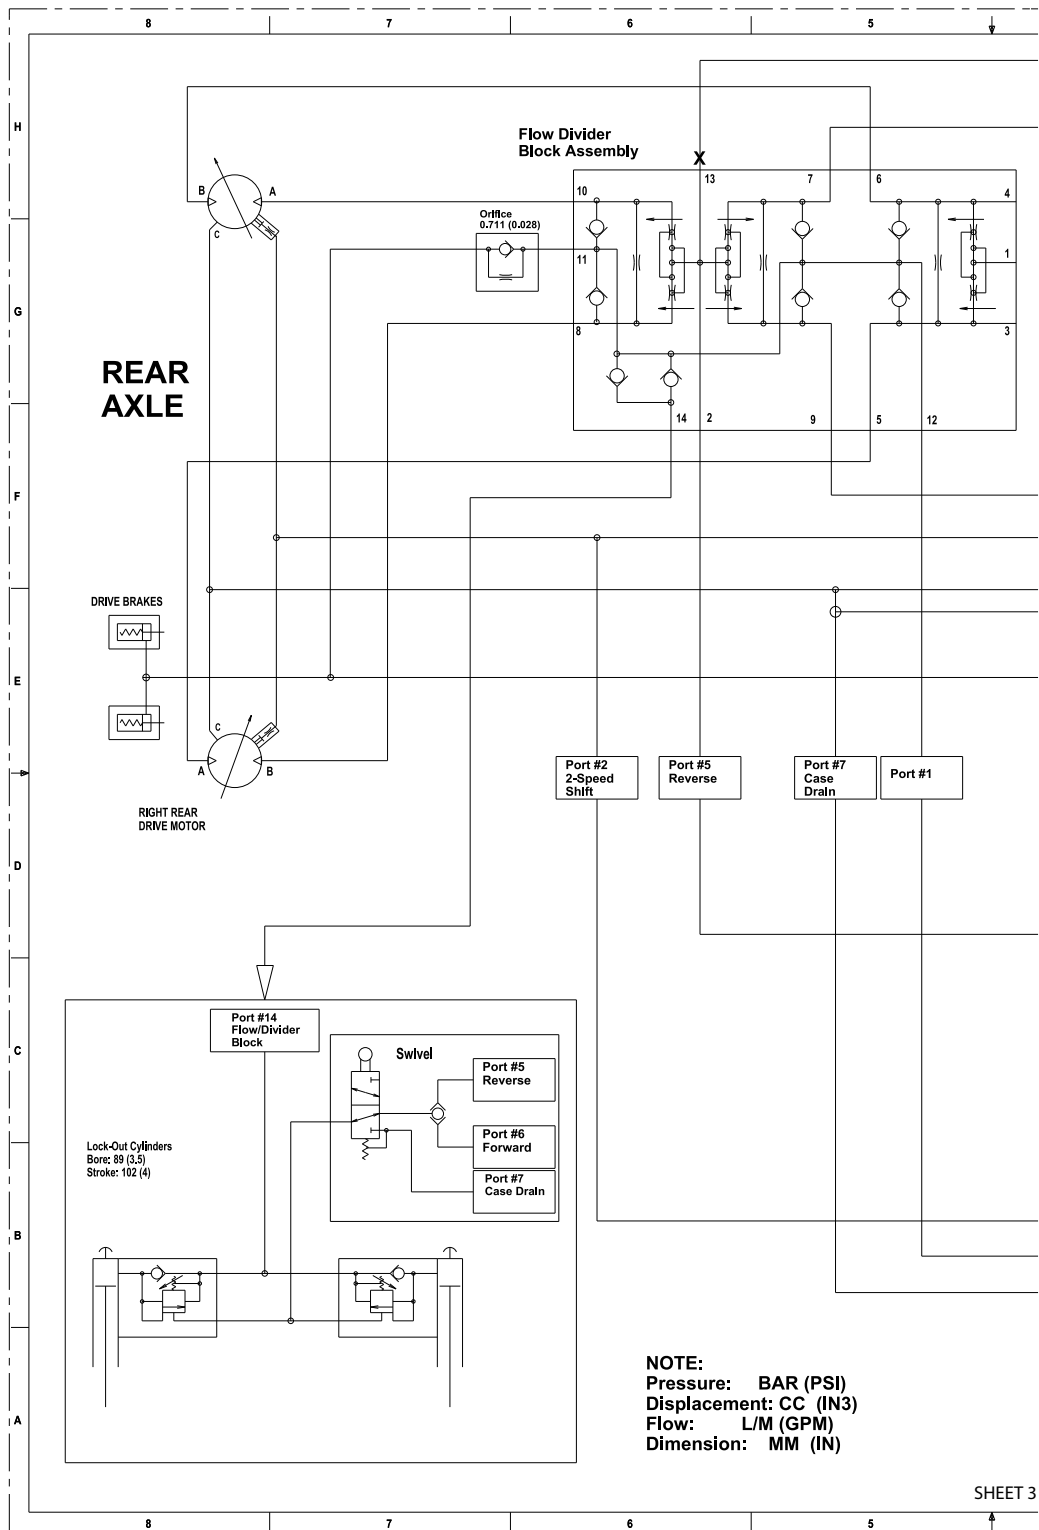 8 7 6 5
H
Flow Divider
Block Assembly
X
10 13 7 6 4
B A
C
Orifice
0.711 (0.028)
11 1
G
8 3
REAR
AXLE
14 2 9 5 12
F
DRIVE BRAKES
E
C
A B
Port #2
2-Speed
Shift
Port #5
Reverse
Port #7
Case
Drain
Port #1
RIGHT REAR
DRIVE MOTOR
D
Port #14
Flow/Divider
Block
C
Swivel
Port #5
Reverse
Port #6
Forward
Port #7
Case Drain
Lock-Out Cylinders
Bore: 89 (3.5)
Stroke: 102 (4)
B
NOTE:
Pressure: BAR (PSI)
Displacement: CC (IN3)
Flow: L/M (GPM)
Dimension: MM (IN)
A
SHEET 3
8 7 6 5